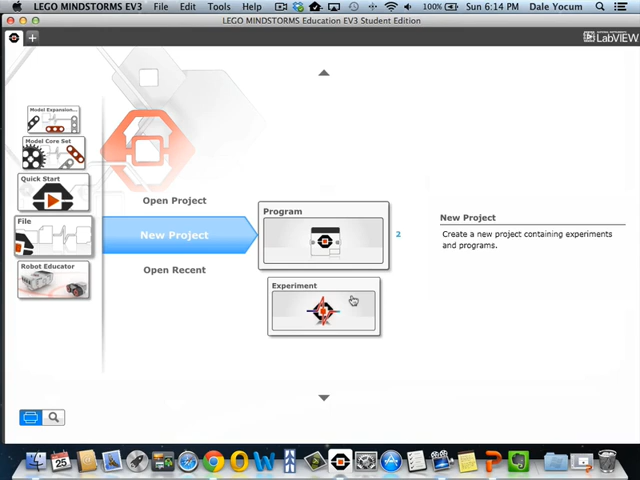 LEGO MINDSTORMS EV3 File Edit Tools Help 100% Sun 6:14 PM Dale Yocum
LEGO MINDSTORMS Education EV3 Student Edition
LabVIEW
Model Expansion...
Model Core Set
Quick Start
File
Robot Educator
Open Project
New Project
Open Recent
Program
2
Experiment
New Project
Create a new project containing experiments
and programs.
25